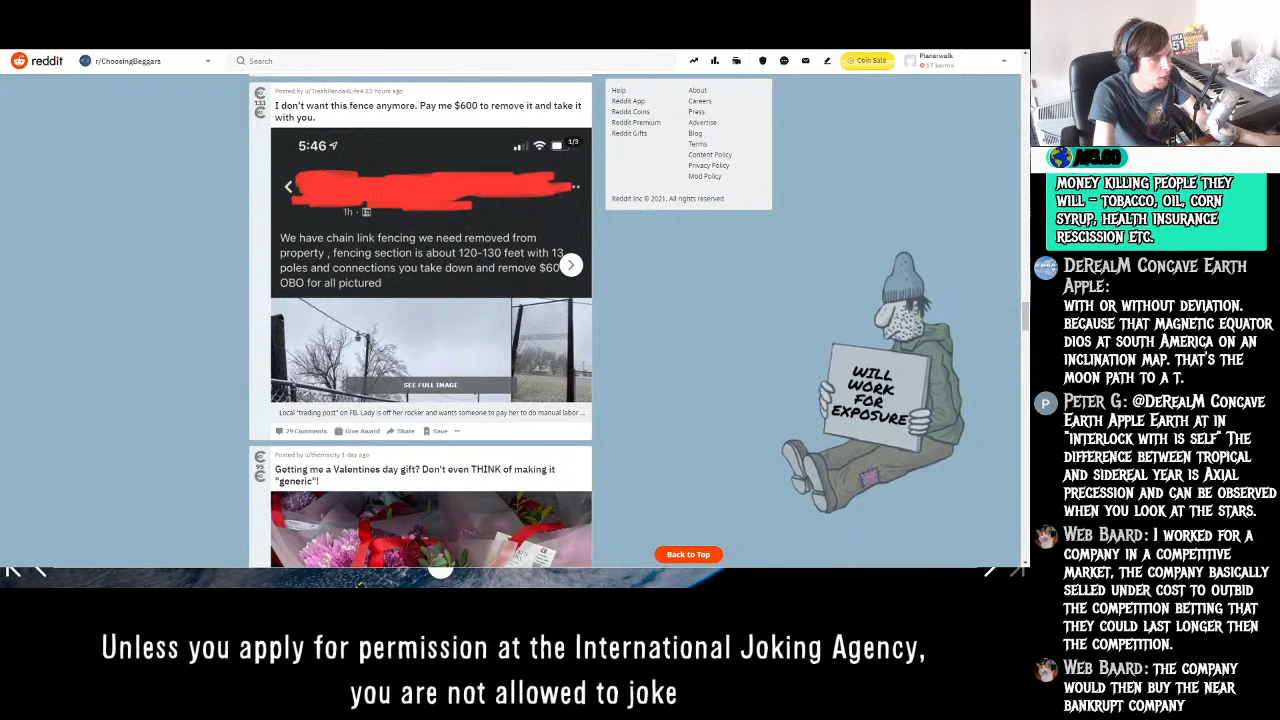 reddit
r/ChoosingBeggars
Search
Coin Sale
Planarwalk
17 karma
Posted by u/TrashPanda4Life4 23 hours ago
133
I don't want this fence anymore. Pay me $600 to remove it and take it
with you.
5:46
1/3
1h
We have chain link fencing we need removed from
property , fencing section is about 120-130 feet with 13
poles and connections you take down and remove $60
OBO for all pictured
SEE FULL IMAGE
Local "trading post" on FB. Lady is off her rocker and wants someone to pay her to do manual labor ...
29 Comments Give Award Share Save ...
Posted by u/themocity 1 day ago
95
Getting me a Valentines day gift? Don't even THINK of making it
"generic"!
Help
Reddit App
Reddit Coins
Reddit Premium
Reddit Gifts
About
Careers
Press
Advertise
Blog
Terms
Content Policy
Privacy Policy
Mod Policy
Reddit Inc © 2021. All rights reserved
WILL
WORK
FOR
EXPOSURE
Back to Top
Unless you apply for permission at the International Joking Agency,
you are not allowed to joke
AREA
51
MONEY KILLING PEOPLE THEY
WILL - TOBACCO, OIL, CORN
SYRUP, HEALTH INSURANCE
RESCISSION ETC.
DeRealM Concave Earth
Apple:
WITH OR WITHOUT DEVIATION.
BECAUSE THAT MAGNETIC EQUATOR
DIOS AT SOUTH AMERICA ON AN
INCLINATION MAP. THAT'S THE
MOON PATH TO A T.
Peter G: @DeRealM Concave
Earth Apple Earth at in
"INTERLOCK WITH IS SELF" THE
DIFFERENCE BETWEEN TROPICAL
AND SIDEREAL YEAR IS AXIAL
PRECESSION AND CAN BE OBSERVED
WHEN YOU LOOK AT THE STARS.
Web Baard: I WORKED FOR A
COMPANY IN A COMPETITIVE
MARKET, THE COMPANY BASICALLY
SELLED UNDER COST TO OUTBID
THE COMPETITION BETTING THAT
THEY COULD LAST LONGER THEN
THE COMPETITION.
Web Baard: THE COMPANY
WOULD THEN BUY THE NEAR
BANKRUPT COMPANY